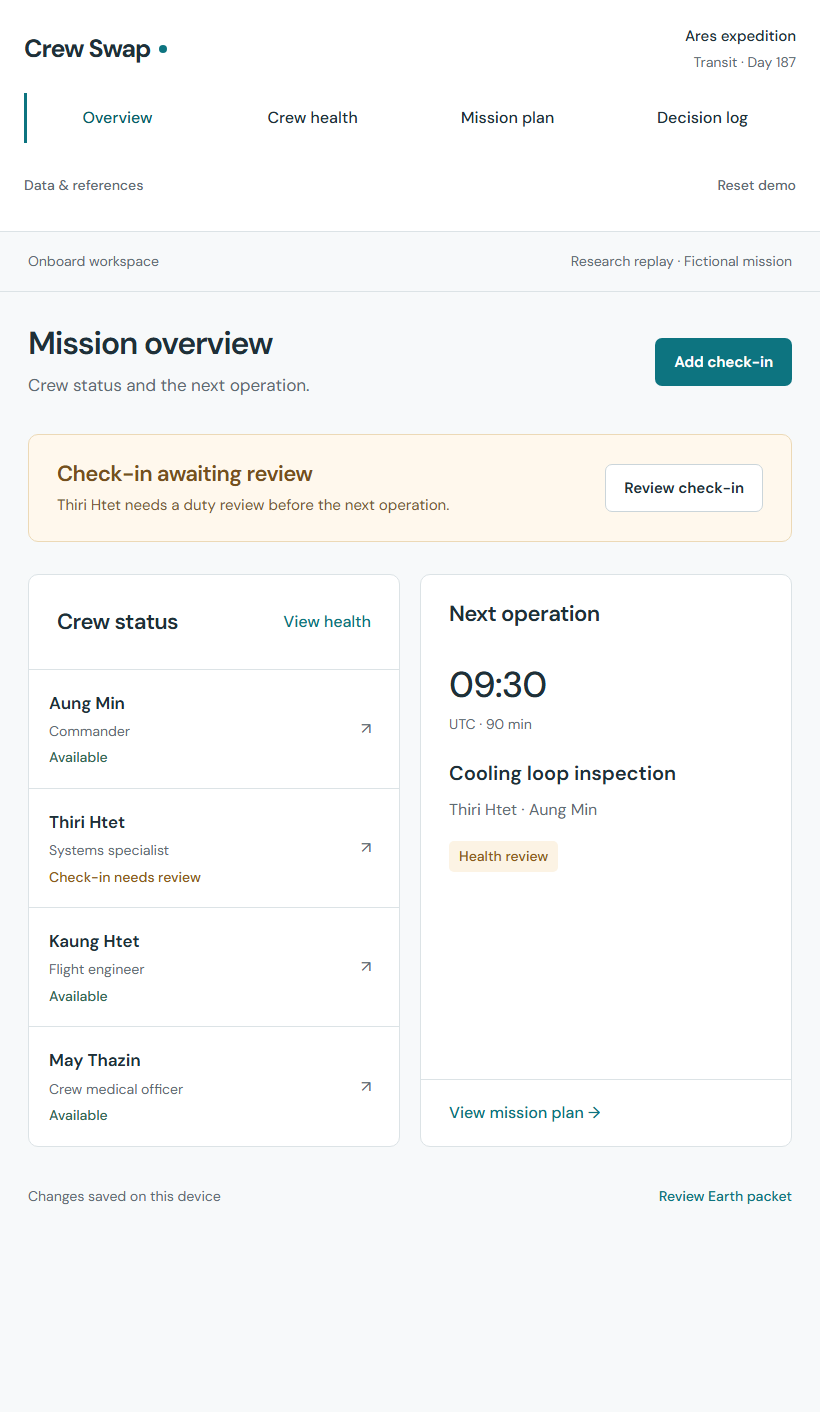 Crew Swap
Ares expedition
Transit · Day 187
Overview
Crew health
Mission plan
Decision log
Data & references
Reset demo
Onboard workspace
Research replay · Fictional mission
Mission overview
Crew status and the next operation.
Add check-in
Check-in awaiting review
Thiri Htet needs a duty review before the next operation.
Review check-in
Crew status
View health
Aung Min
Commander
Available
Thiri Htet
Systems specialist
Check-in needs review
Kaung Htet
Flight engineer
Available
May Thazin
Crew medical officer
Available
Next operation
09:30
UTC · 90 min
Cooling loop inspection
Thiri Htet · Aung Min
Health review
View mission plan →
Changes saved on this device
Review Earth packet